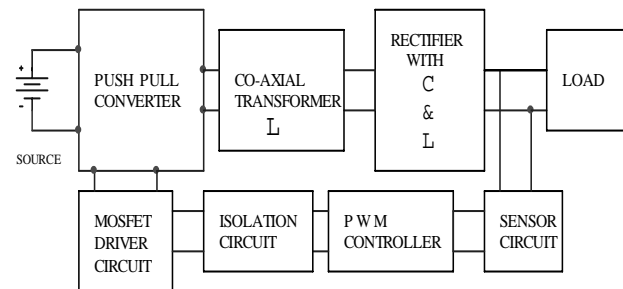 PUSH PULL
CONVERTER
CO-AXIAL
TRANSFORMER
L
RECTIFIER
WITH
C
&
L
LOAD
+
-
SOURCE
MOSFET
DRIVER
CIRCUIT
ISOLATION
CIRCUIT
P W M
CONTROLLER
SENSOR
CIRCUIT